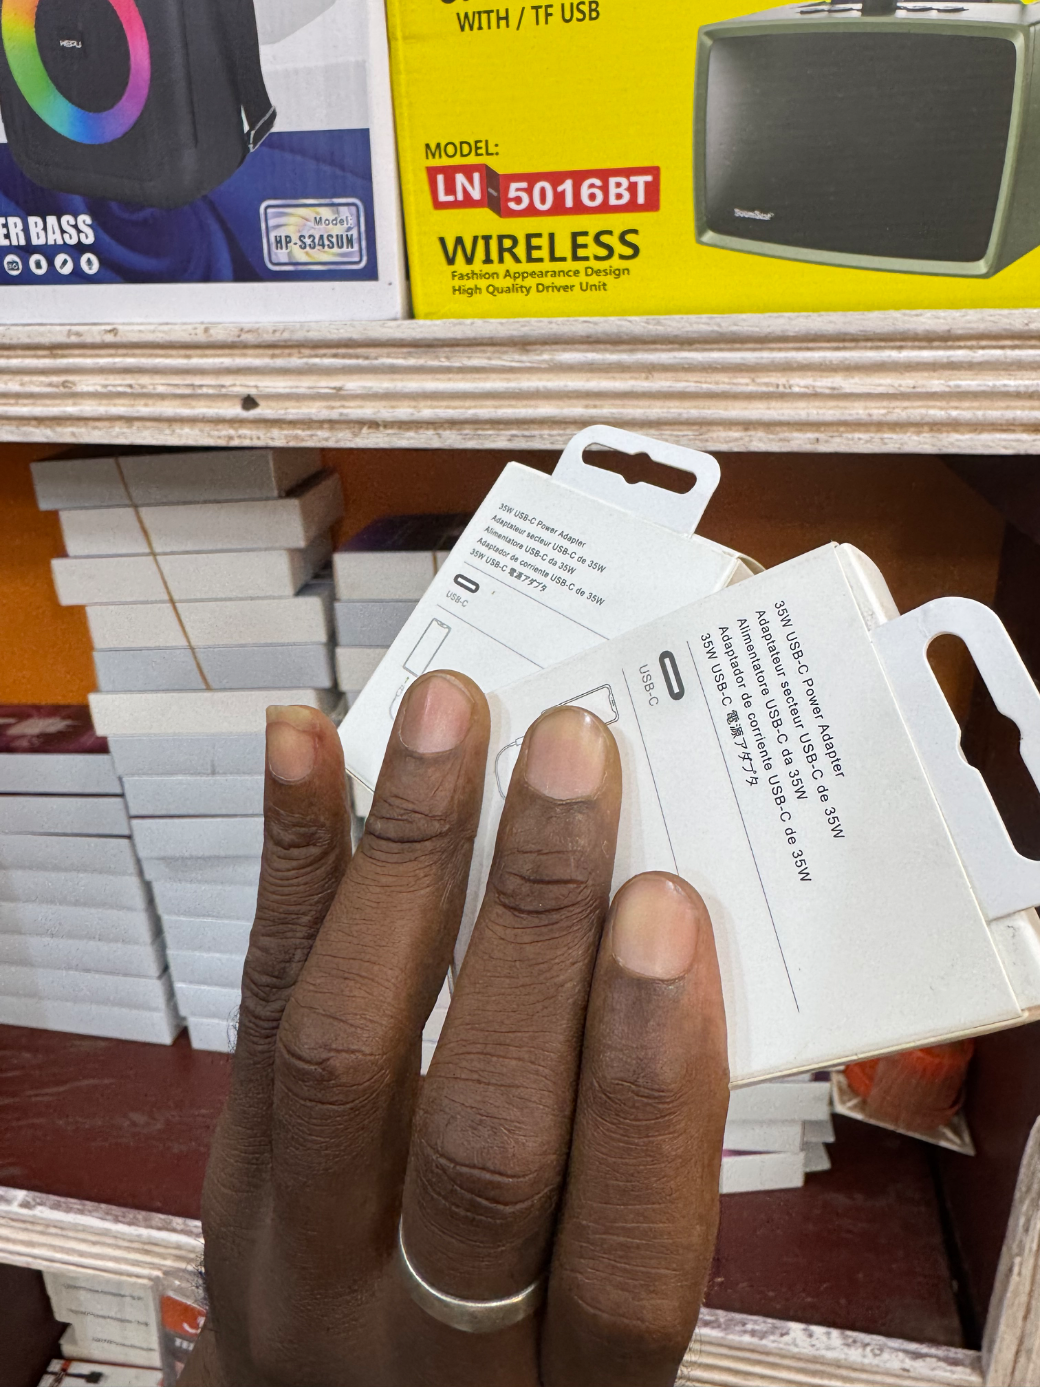 WEPU
ER BASS
Model:
HP-S34SUN
WITH / TF USB
MODEL:
LN-5016BT
WIRELESS
Fashion Appearance Design
High Quality Driver Unit
35W USB-C Power Adapter
Adaptateur secteur USB-C de 35W
Alimentatore USB-C da 35W
Adaptador de corriente USB-C de 35W
35W USB-C 電源アダプタ
USB-C
35W USB-C Power Adapter
Adaptateur secteur USB-C de 35W
Alimentatore USB-C da 35W
Adaptador de corriente USB-C de 35W
35W USB-C 電源アダプタ
USB-C